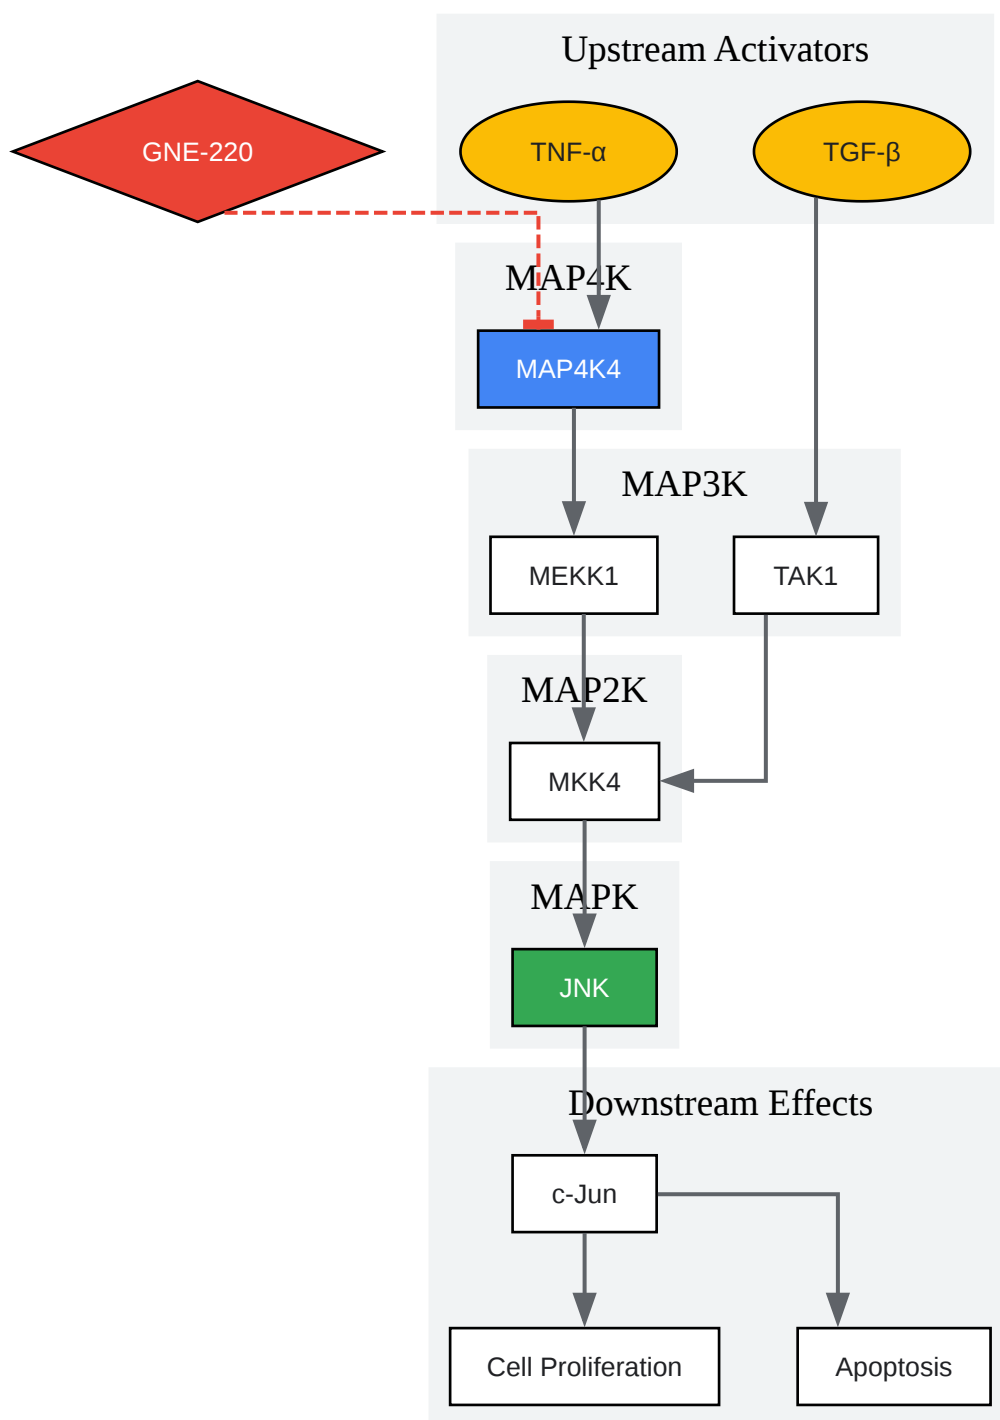 Upstream Activators
GNE-220
TNF-α
TGF-β
MAP4K
MAP4K4
MAP3K
MEKK1
TAK1
MAP2K
MKK4
MAPK
JNK
Downstream Effects
c-Jun
Cell Proliferation
Apoptosis